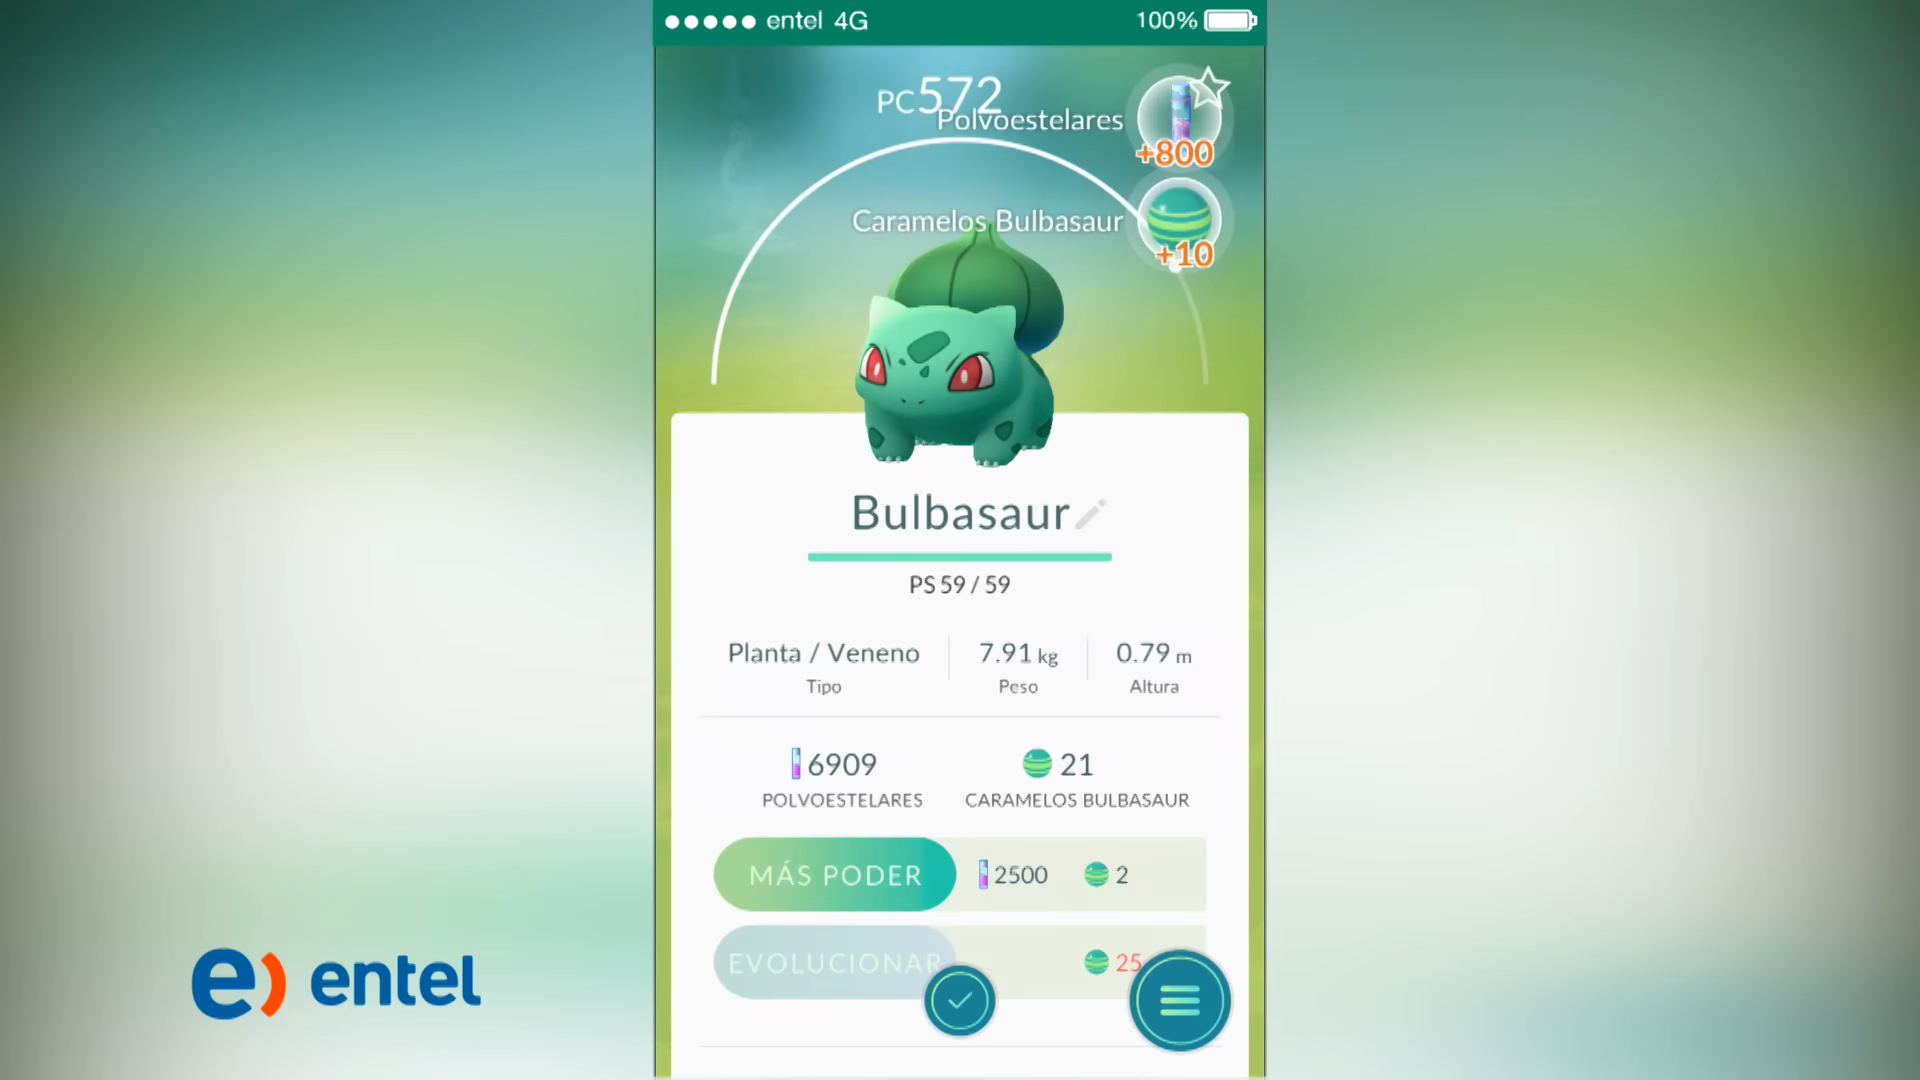 entel 4G 100%
PC572
Polvoestelares
+800
Caramelos Bulbasaur
+10
Bulbasaur
PS 59 / 59
Planta / Veneno 7.91 kg 0.79 m
Tipo Peso Altura
6909 21
POLVOESTELARES CARAMELOS BULBASAUR
MÁS PODER 2500 2
EVOLUCIONAR 25
e) entel